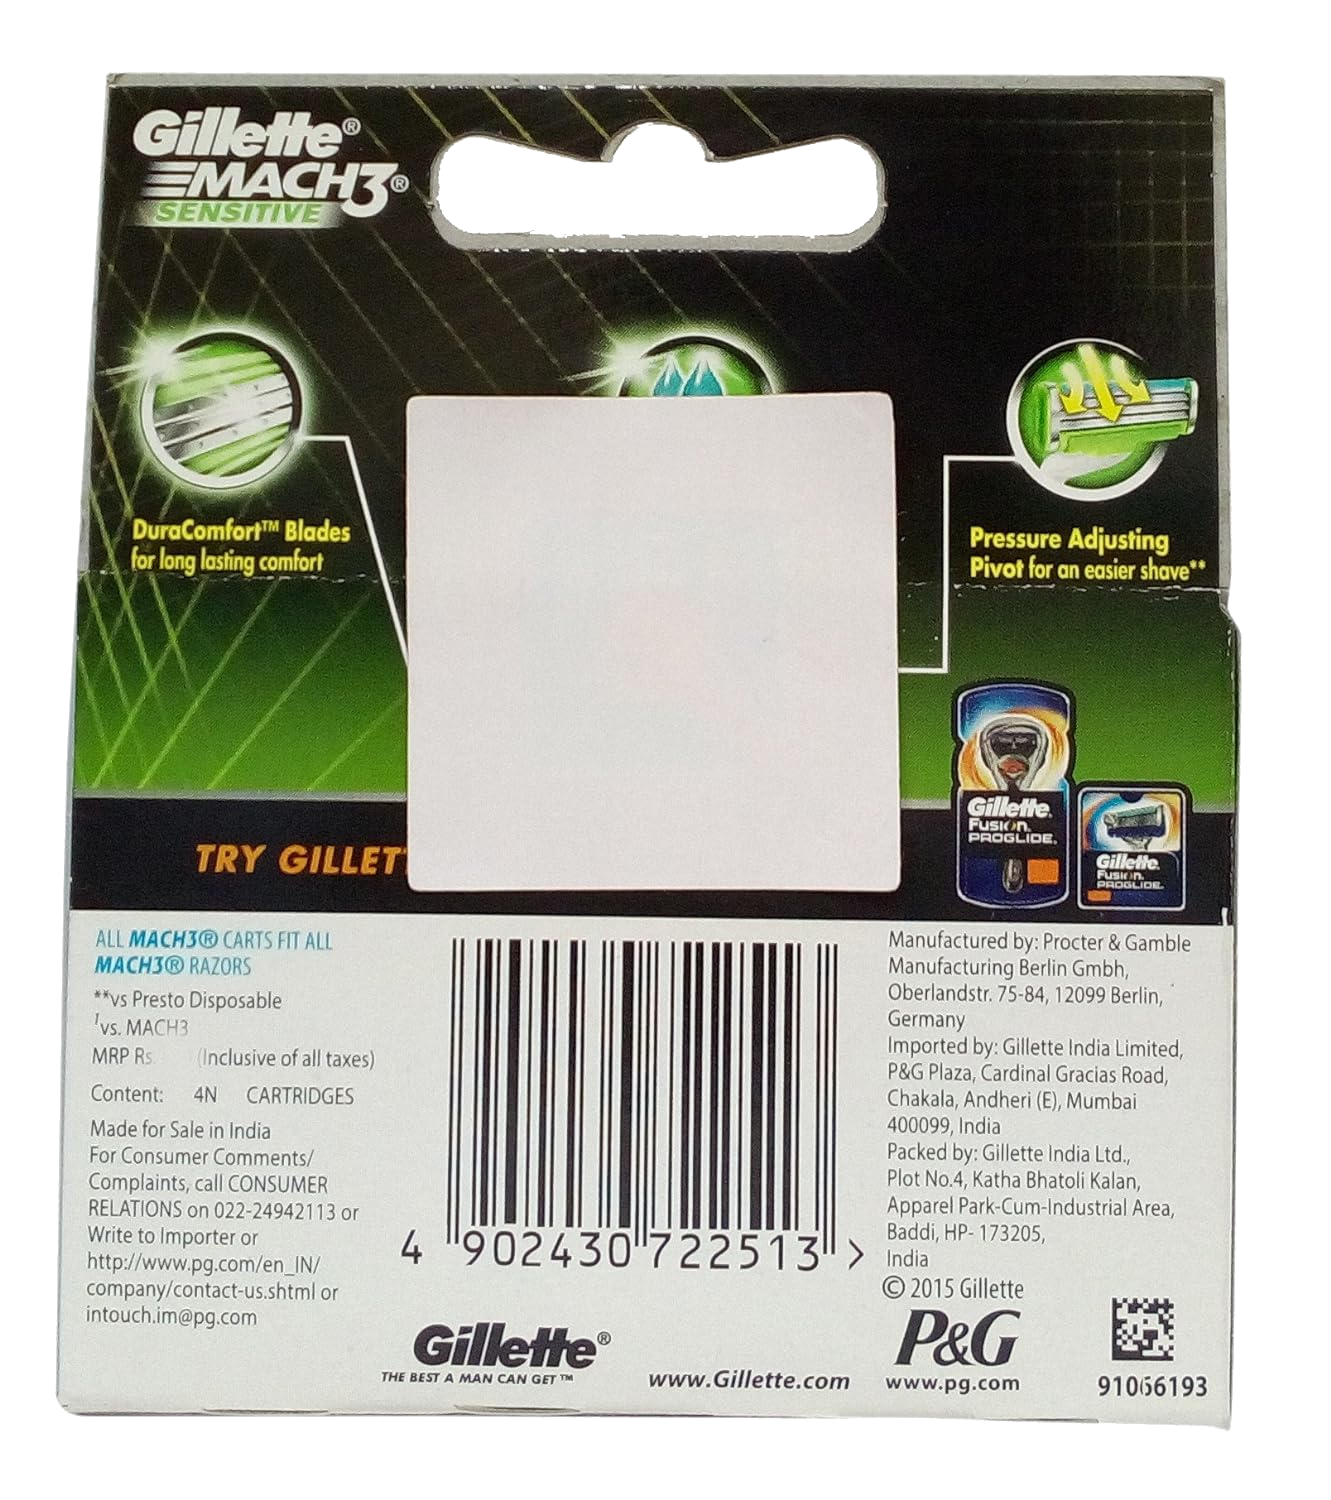 Gillette®
MACH3®
SENSITIVE
DuraComfort™ Blades
for long lasting comfort
Pressure Adjusting
Pivot for an easier shave**
Gillette
Fusion
PROGLIDE
Gillette
Fusion
PROGLIDE
TRY GILLET
ALL MACH3® CARTS FIT ALL
MACH3® RAZORS
**vs Presto Disposable
1vs. MACH3
MRP Rs. (Inclusive of all taxes)
Content: 4N CARTRIDGES
Made for Sale in India
For Consumer Comments/
Complaints, call CONSUMER
RELATIONS on 022-24942113 or
Write to Importer or
http://www.pg.com/en_IN/
company/contact-us.shtml or
intouch.im@pg.com
4 902430 722513 >
Manufactured by: Procter & Gamble
Manufacturing Berlin Gmbh,
Oberlandstr. 75-84, 12099 Berlin,
Germany
Imported by: Gillette India Limited,
P&G Plaza, Cardinal Gracias Road,
Chakala, Andheri (E), Mumbai
400099, India
Packed by: Gillette India Ltd.,
Plot No.4, Katha Bhatoli Kalan,
Apparel Park-Cum-Industrial Area,
Baddi, HP- 173205,
India
© 2015 Gillette
Gillette®
THE BEST A MAN CAN GET™
www.Gillette.com
P&G
www.pg.com
91066193